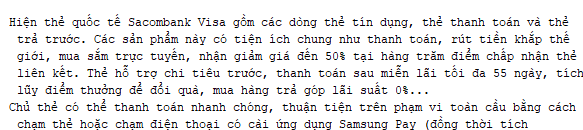 Hiện thẻ quốc tế Sacombank Visa gồm các dòng thẻ tín dụng, thẻ thanh toán và thẻ
trả trước. Các sản phẩm này có tiện ích chung như thanh toán, rút tiền khắp thế
giới, mua sắm trực tuyến, nhận giảm giá đến 50% tại hàng trăm điểm chấp nhận thẻ
liên kết. Thẻ hỗ trợ chi tiêu trước, thanh toán sau miễn lãi tối đa 55 ngày, tích
lũy điểm thưởng để đổi quà, mua hàng trả góp lãi suất 0%...
Chủ thẻ có thể thanh toán nhanh chóng, thuận tiện trên phạm vi toàn cầu bằng cách
chạm thẻ hoặc chạm điện thoại có cài ứng dụng Samsung Pay (đồng thời tích